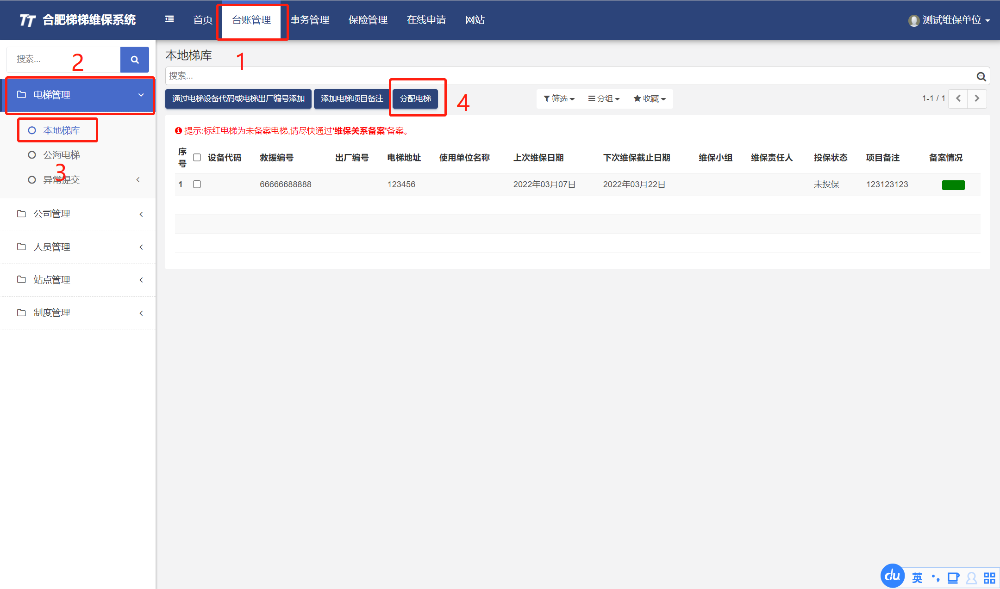 TT 合肥梯梯维保系统
首页 台账管理 事务管理 保险管理 在线申请 网站
测试维保单位
搜索...
2
电梯管理
本地梯库
公海电梯
3
异常提交
公司管理
人员管理
站点管理
制度管理
本地梯库
1
搜索...
通过电梯设备代码或电梯出厂编号添加 添加电梯项目备注 分配电梯
4
筛选 分组 收藏
1-1 / 1
提示:标红电梯为未备案电梯,请尽快通过'维保关系备案'备案。
序号 设备代码 救援编号 出厂编号 电梯地址 使用单位名称 上次维保日期 下次维保截止日期 维保小组 维保责任人 投保状态 项目备注 备案情况
1 66666688888 123456 2022年03月07日 2022年03月22日 未投保 123123123
du 英